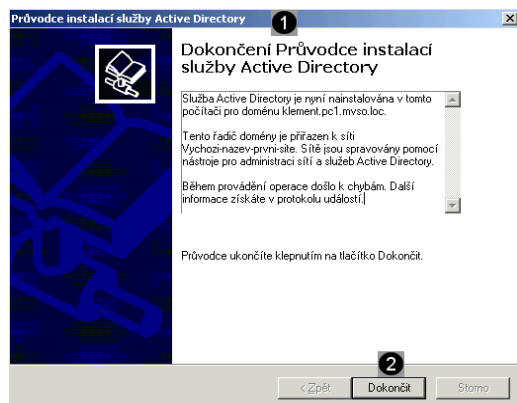 Průvodce instalací služby Active Directory
1
Dokončení Průvodce instalací
služby Active Directory
Služba Active Directory je nyní nainstalována v tomto
počítači pro doménu klement.pc1.mvso.loc.
Tento řadič domény je přiřazen k síti
Vychozi-nazev-prvni-site. Sítě jsou spravovány pomocí
nástroje pro administraci sítí a služeb Active Directory.
Během provádění operace došlo k chybám. Další
informace získáte v protokolu událostí.
Průvodce ukončíte klepnutím na tlačítko Dokončit.
2
< Zpět Dokončit Storno